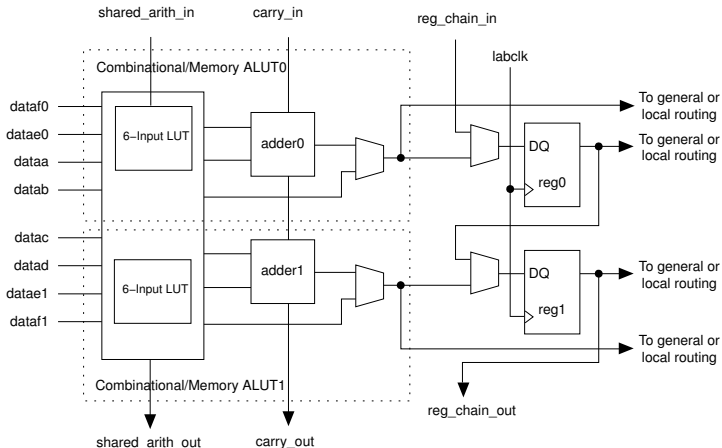 shared_arith_in
carry_in
reg_chain_in
labclk
Combinational/Memory ALUT0
dataf0
datae0
dataa
datab
6-Input LUT
adder0
To general or
local routing
DQ
reg0
To general or
local routing
datac
datad
datae1
dataf1
6-Input LUT
adder1
DQ
reg1
To general or
local routing
To general or
local routing
Combinational/Memory ALUT1
reg_chain_out
shared_arith_out
carry_out